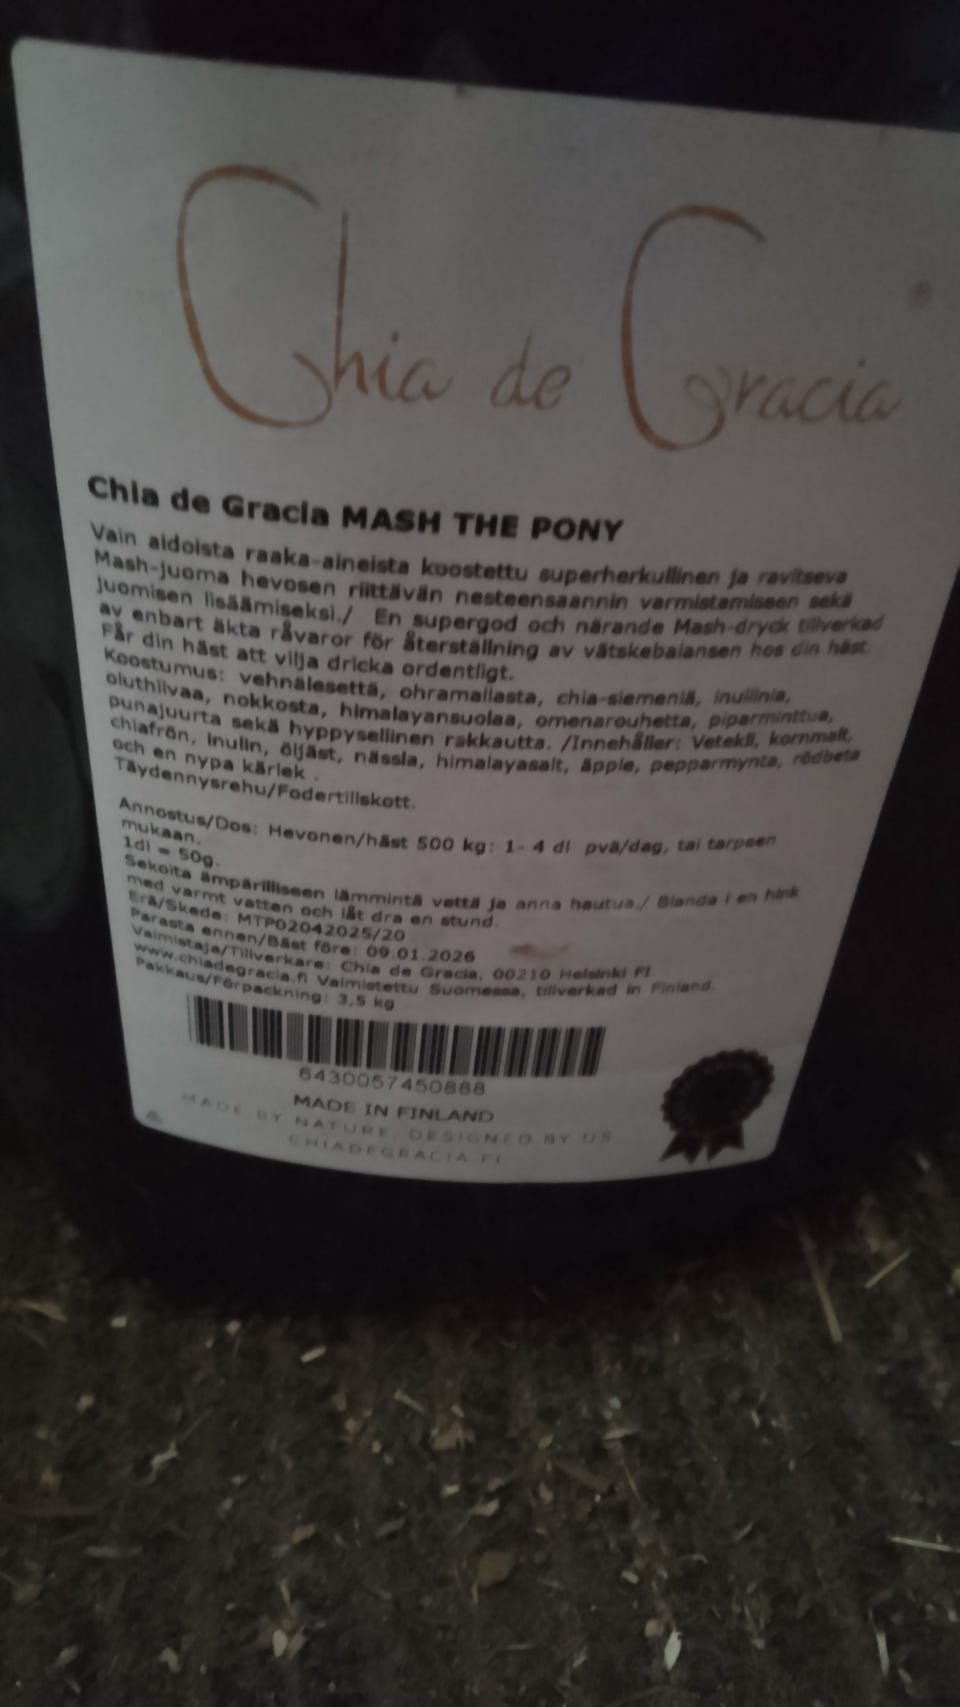 Chia de Gracia
Chia de Gracia MASH THE PONY
Vain aidoista raaka-aineista koostettu superherkullinen ja ravitseva
Mash-juoma hevosen riittävän nesteensaannin varmistamiseen sekä
juomisen lisäämiseksi./ En supergod och närande Mash-dryck tillverkad
av enbart äkta råvaror för återställning av vätskebalansen hos din häst.
Får din häst att vilja dricka ordentligt.
Koostumus: vehnälesettä, ohramallasta, chia-siemeniä, inuliinia,
oluthiivaa, nokkosta, himalayansuolaa, omenarouhetta, piparminttua,
punajuurta sekä hyppysellinen rakkautta. /Innehåller: Vetekli, kornmalt,
chiafrön, inulin, öljäst, nässla, himalayasalt, äpple, pepparmynta, rödbeta
och en nypa kärlek .
Täydennysrehu/Fodertillskott.
Annostus/Dos: Hevonen/häst 500 kg: 1- 4 dl pvä/dag, tai tarpeen
mukaan.
1dl = 50g.
Sekoita ämpärilliseen lämmintä vettä ja anna hautua./ Blanda i en hink
med varmt vatten och låt dra en stund.
Erä/Skede: MTP02042025/20
Parasta ennen/Bäst före: 09.01.2026
Valmistaja/Tillverkare: Chia de Gracia, 00210 Helsinki FI
www.chiadegracia.fi Valmistettu Suomessa, tillverkad in Finland.
Pakkaus/Förpackning: 3,5 kg
6430057450888
MADE IN FINLAND
MADE BY NATURE, DESIGNED BY US
CHIADEGRACIA.FI